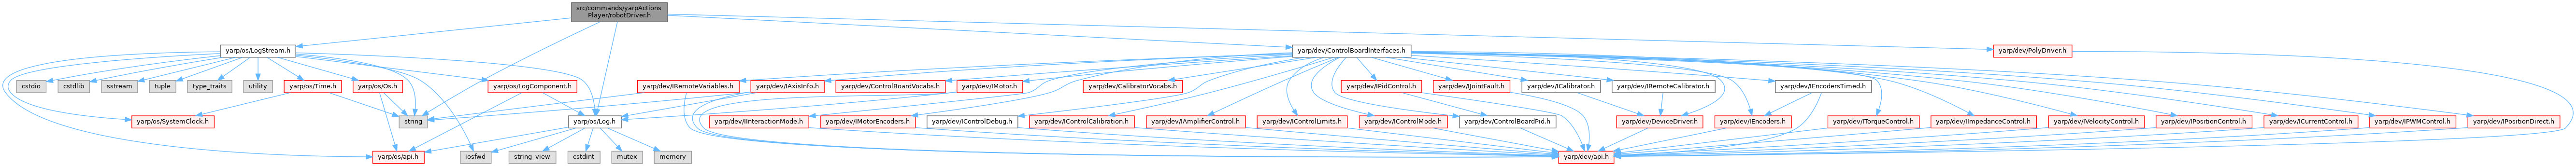 src/commands/yarpActions
Player/robotDriver.h
yarp/os/LogStream.h
yarp/dev/ControlBoardInterfaces.h
yarp/dev/PolyDriver.h
cstdio
cstdlib
sstream
tuple
type_traits
utility
yarp/os/Time.h
yarp/os/Os.h
yarp/os/LogComponent.h
yarp/dev/IRemoteVariables.h
yarp/dev/IAxisInfo.h
yarp/dev/ControlBoardVocabs.h
yarp/dev/IMotor.h
yarp/dev/CalibratorVocabs.h
yarp/dev/IPidControl.h
yarp/dev/IJointFault.h
yarp/dev/ICalibrator.h
yarp/dev/IRemoteCalibrator.h
yarp/dev/IEncodersTimed.h
yarp/os/SystemClock.h
string
yarp/os/Log.h
yarp/dev/IInteractionMode.h
yarp/dev/IMotorEncoders.h
yarp/dev/IControlDebug.h
yarp/dev/IControlCalibration.h
yarp/dev/IAmplifierControl.h
yarp/dev/IControlLimits.h
yarp/dev/IControlMode.h
yarp/dev/ControlBoardPid.h
yarp/dev/DeviceDriver.h
yarp/dev/IEncoders.h
yarp/dev/ITorqueControl.h
yarp/dev/IImpedanceControl.h
yarp/dev/IVelocityControl.h
yarp/dev/IPositionControl.h
yarp/dev/ICurrentControl.h
yarp/dev/IPWMControl.h
yarp/dev/IPositionDirect.h
yarp/os/api.h
iosfwd
string_view
cstdint
mutex
memory
yarp/dev/api.h